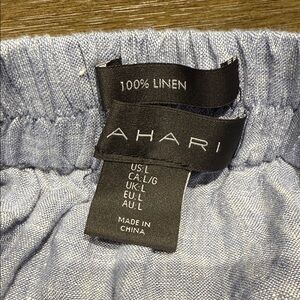 100% LINEN
AHARI
US:L
CA:L/G
UK:L
EU:L
AU:L
MADE IN
CHINA